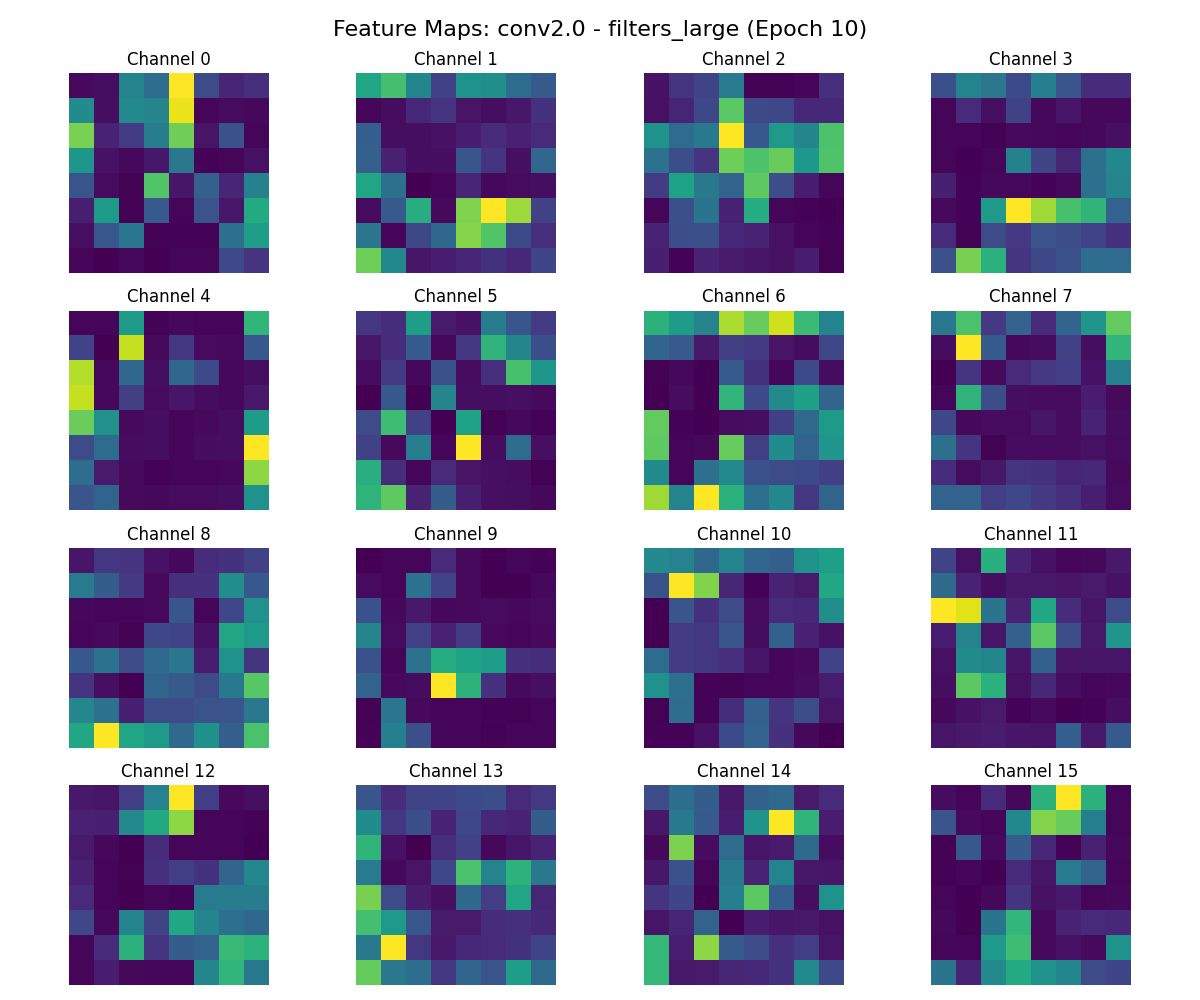 Feature Maps: conv2.0 - filters_large (Epoch 10)
Channel 0
Channel 1
Channel 2
Channel 3
Channel 4
Channel 5
Channel 6
Channel 7
Channel 8
Channel 9
Channel 10
Channel 11
Channel 12
Channel 13
Channel 14
Channel 15